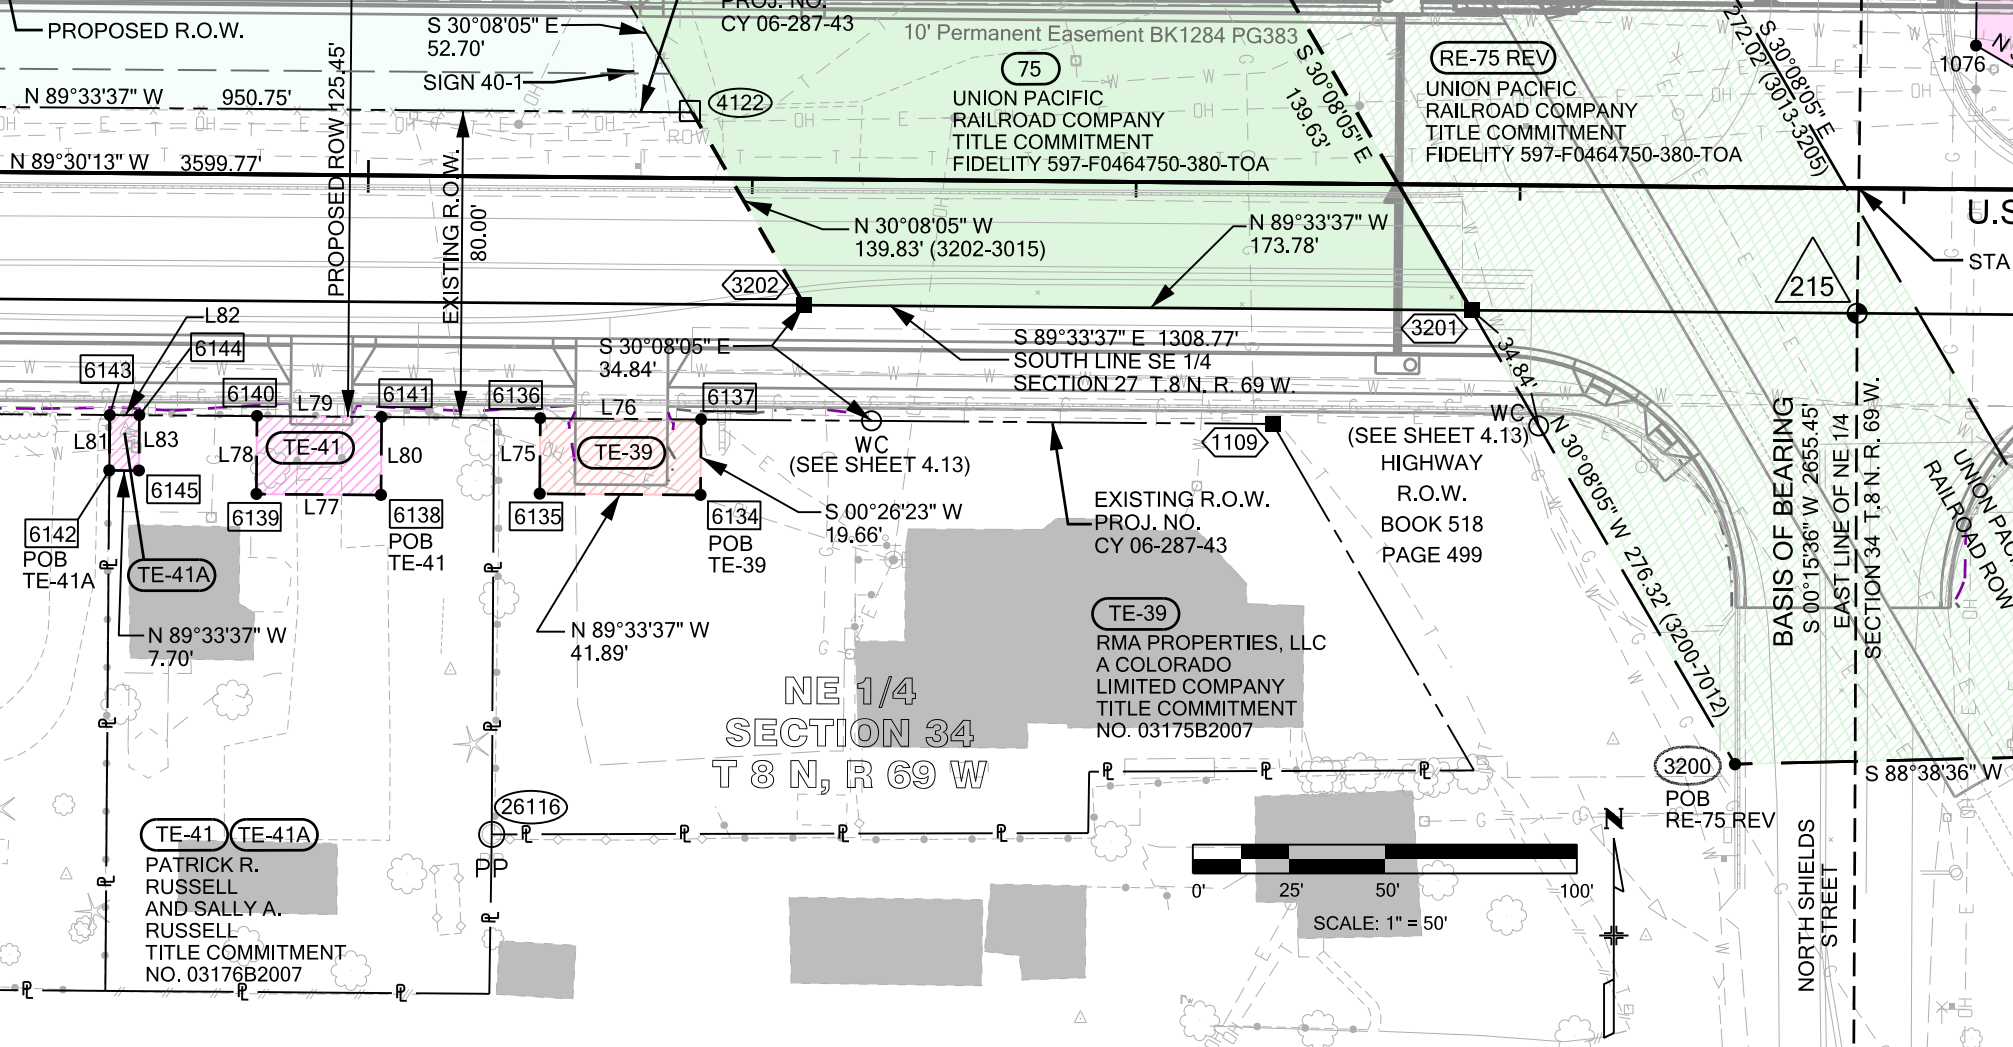 PROPOSED R.O.W.
S 30°08'05" E
52.70'
SIGN 40-1
PROJ. NO.
CY 06-287-43
10' Permanent Easement BK1284 PG383
N 89°33'37" W 950.75'
N 89°30'13" W 3599.77'
PROPOSED ROW 125.45'
EXISTING R.O.W.
80.00'
4122
ROW
75
UNION PACIFIC
RAILROAD COMPANY
TITLE COMMITMENT
FIDELITY 597-F0464750-380-TOA
S 30°08'05" E
139.63'
RE-75 REV
UNION PACIFIC
RAILROAD COMPANY
TITLE COMMITMENT
FIDELITY 597-F0464750-380-TOA
S 30°08'05" E
272.02' (3013-3205)
1076
N
N 30°08'05" W
139.83' (3202-3015)
N 89°33'37" W
173.78'
U.S
STA
215
3202
3201
S 30°08'05" E
34.84'
S 89°33'37" E 1308.77'
SOUTH LINE SE 1/4
SECTION 27 T.8 N. R. 69 W.
34.84'
L82
6144
6143
6140
L79
6141
6136
L76
6137
L81
L83
L78
TE-41
L80
L75
TE-39
WC
(SEE SHEET 4.13)
1109
WC
(SEE SHEET 4.13)
HIGHWAY
R.O.W.
BOOK 518
PAGE 499
6145
6142
POB
TE-41A
TE-41A
6139
L77
6138
POB
TE-41
6135
6134
POB
TE-39
S 00°26'23" W
19.66'
EXISTING R.O.W.
PROJ. NO.
CY 06-287-43
N 30°08'05" W 276.32' (3200-7012)
BASIS OF BEARING
S 00°15'36" W 2655.45'
EAST LINE OF NE 1/4
SECTION 34 T.8 N. R. 69 W.
UNION PAC
RAILROAD ROW
N 89°33'37" W
7.70'
N 89°33'37" W
41.89'
TE-39
RMA PROPERTIES, LLC
A COLORADO
LIMITED COMPANY
TITLE COMMITMENT
NO. 03175B2007
NE 1/4
SECTION 34
T 8 N, R 69 W
3200
POB
RE-75 REV
S 88°38'36" W
26116
PP
TE-41 TE-41A
PATRICK R.
RUSSELL
AND SALLY A.
RUSSELL
TITLE COMMITMENT
NO. 03176B2007
0' 25' 50' 100'
SCALE: 1" = 50'
N
NORTH SHIELDS
STREET